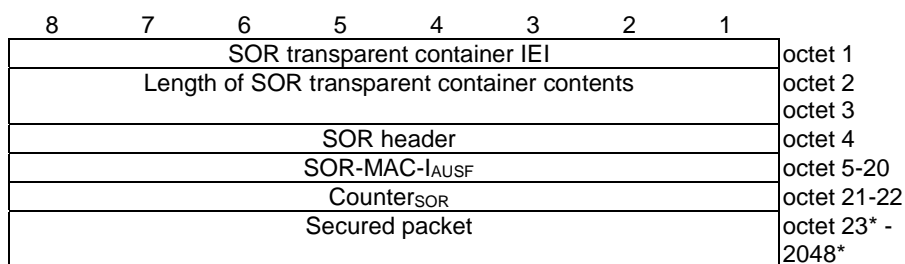 8 7 6 5 4 3 2 1
SOR transparent container IEI octet 1
Length of SOR transparent container contents octet 2
octet 3
SOR header octet 4
SOR-MAC-IAUSF octet 5-20
CounterSOR octet 21-22
Secured packet octet 23* -
2048*